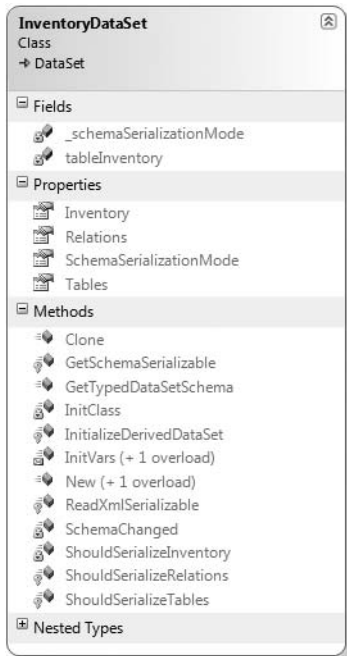 InventoryDataSet
Class
DataSet
Fields
_schemaSerializationMode
tableInventory
Properties
Inventory
Relations
SchemaSerializationMode
Tables
Methods
Clone
GetSchemaSerializable
GetTypedDataSetSchema
InitClass
InitializeDerivedDataSet
InitVars (+ 1 overload)
New (+ 1 overload)
ReadXmlSerializable
SchemaChanged
ShouldSerializeInventory
ShouldSerializeRelations
ShouldSerializeTables
Nested Types